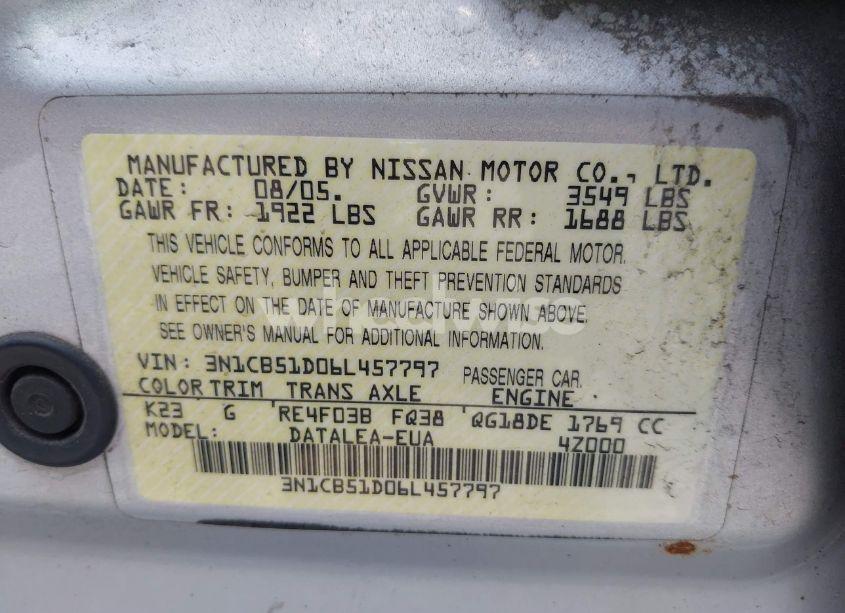 MANUFACTURED BY NISSAN MOTOR CO., LTD.
DATE: 08/05. GVWR: 3549 LBS
GAWR FR: 1922 LBS GAWR RR: 1688 LBS
THIS VEHICLE CONFORMS TO ALL APPLICABLE FEDERAL MOTOR.
VEHICLE SAFETY, BUMPER AND THEFT PREVENTION STANDARDS
IN EFFECT ON THE DATE OF MANUFACTURE SHOWN ABOVE.
SEE OWNER'S MANUAL FOR ADDITIONAL INFORMATION.
VIN: 3N1CB51D06L457797 PASSENGER CAR.
COLOR TRIM TRANS AXLE ENGINE
K23 G RE4F03B FQ38 QG18DE 1769 CC
MODEL: DATALEA-EUA 4Z000
3N1CB51D06L457797